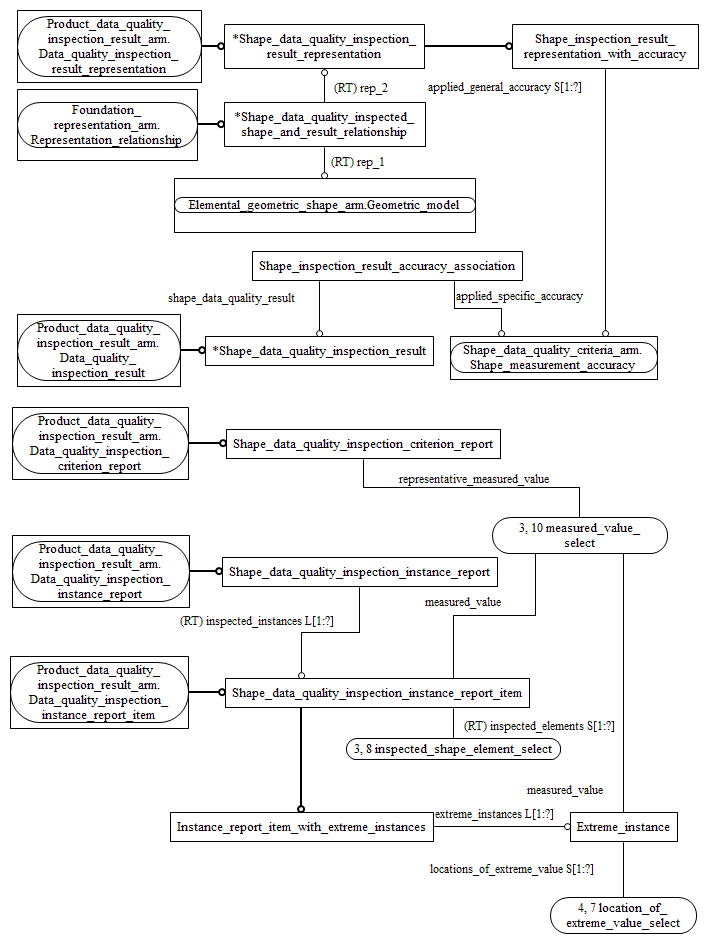 Product_data_quality_
inspection_result_arm.
Data_quality_inspection_
result_representation
*Shape_data_quality_inspection_
result_representation
Shape_inspection_result_
representation_with_accuracy
(RT) rep_2
applied_general_accuracy S[1:?]
Foundation_
representation_arm.
Representation_relationship
*Shape_data_quality_inspected_
shape_and_result_relationship
(RT) rep_1
Elemental_geometric_shape_arm.Geometric_model
Shape_inspection_result_accuracy_association
shape_data_quality_result
applied_specific_accuracy
Product_data_quality_
inspection_result_arm.
Data_quality_
inspection_result
*Shape_data_quality_inspection_result
Shape_data_quality_criteria_arm.
Shape_measurement_accuracy
Product_data_quality_
inspection_result_arm.
Data_quality_inspection_
criterion_report
Shape_data_quality_inspection_criterion_report
representative_measured_value
3, 10 measured_value_
select
Product_data_quality_
inspection_result_arm.
Data_quality_inspection_
instance_report
Shape_data_quality_inspection_instance_report
measured_value
(RT) inspected_instances L[1:?]
Product_data_quality_
inspection_result_arm.
Data_quality_inspection_
instance_report_item
Shape_data_quality_inspection_instance_report_item
(RT) inspected_elements S[1:?]
3, 8 inspected_shape_element_select
measured_value
extreme_instances L[1:?]
Instance_report_item_with_extreme_instances
Extreme_instance
locations_of_extreme_value S[1:?]
4, 7 location_of_
extreme_value_select